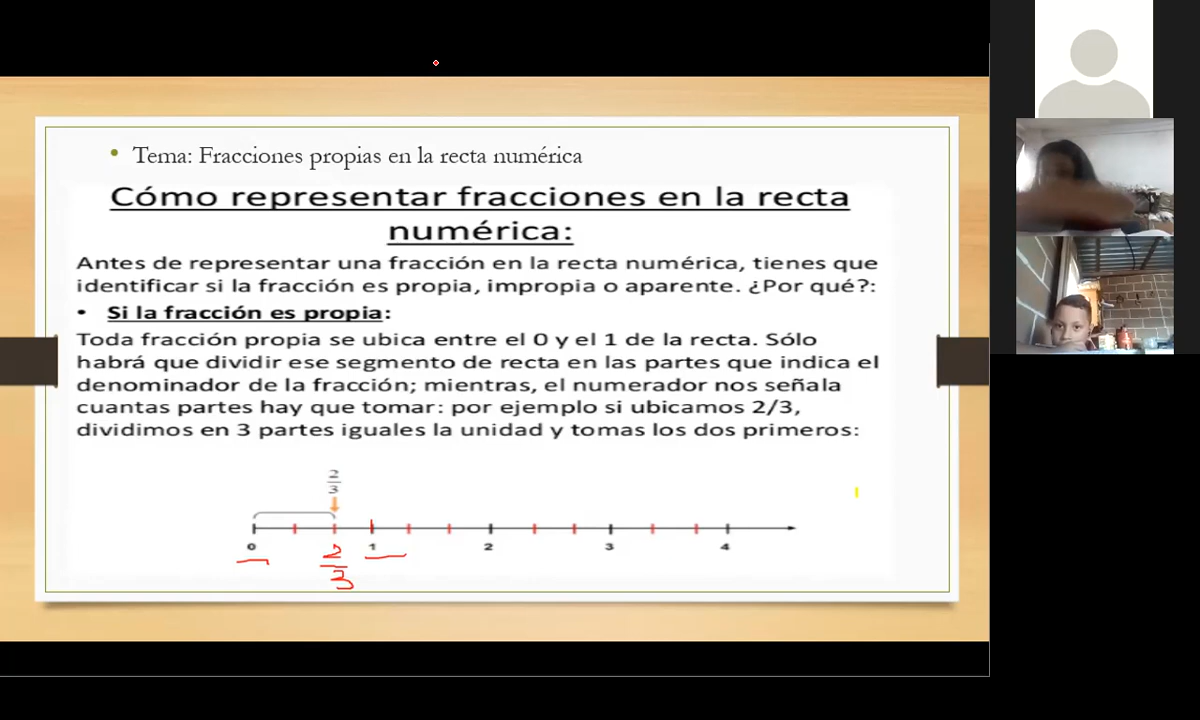 • Tema: Fracciones propias en la recta numérica
Cómo representar fracciones en la recta
numérica:
Antes de representar una fracción en la recta numérica, tienes que
identificar si la fracción es propia, impropia o aparente. ¿Por qué?:
• Si la fracción es propia:
Toda fracción propia se ubica entre el 0 y el 1 de la recta. Sólo
habrá que dividir ese segmento de recta en las partes que indica el
denominador de la fracción; mientras, el numerador nos señala
cuantas partes hay que tomar: por ejemplo si ubicamos 2/3,
dividimos en 3 partes iguales la unidad y tomas los dos primeros:
2
3
0 1 2 3 4
2
3